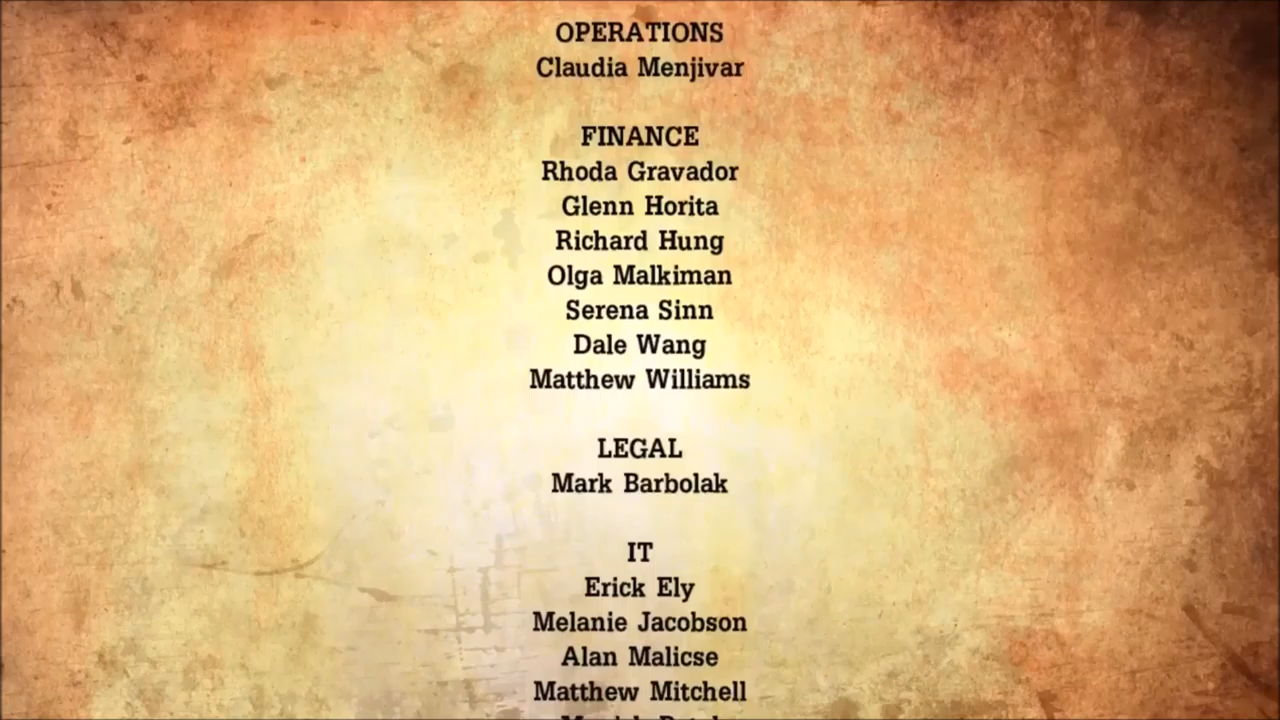 OPERATIONS
Claudia Menjivar
FINANCE
Rhoda Gravador
Glenn Horita
Richard Hung
Olga Malkiman
Serena Sinn
Dale Wang
Matthew Williams
LEGAL
Mark Barbolak
IT
Erick Ely
Melanie Jacobson
Alan Malicse
Matthew Mitchell